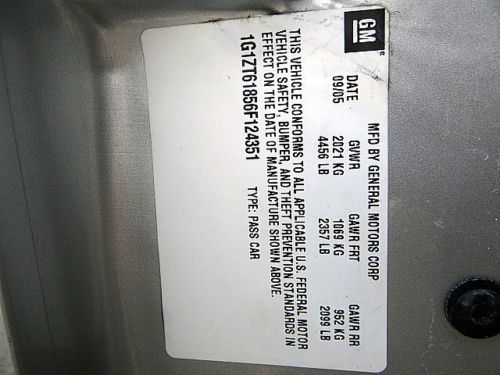 GM
MFD BY GENERAL MOTORS CORP
DATE GVWR GAWR FRT GAWR RR
09/05 2021 KG 1069 KG 952 KG
4456 LB 2357 LB 2099 LB
THIS VEHICLE CONFORMS TO ALL APPLICABLE U.S. FEDERAL MOTOR
VEHICLE SAFETY, BUMPER, AND THEFT PREVENTION STANDARDS IN
EFFECT ON THE DATE OF MANUFACTURE SHOWN ABOVE.
1G1ZT61856F124351 TYPE: PASS CAR